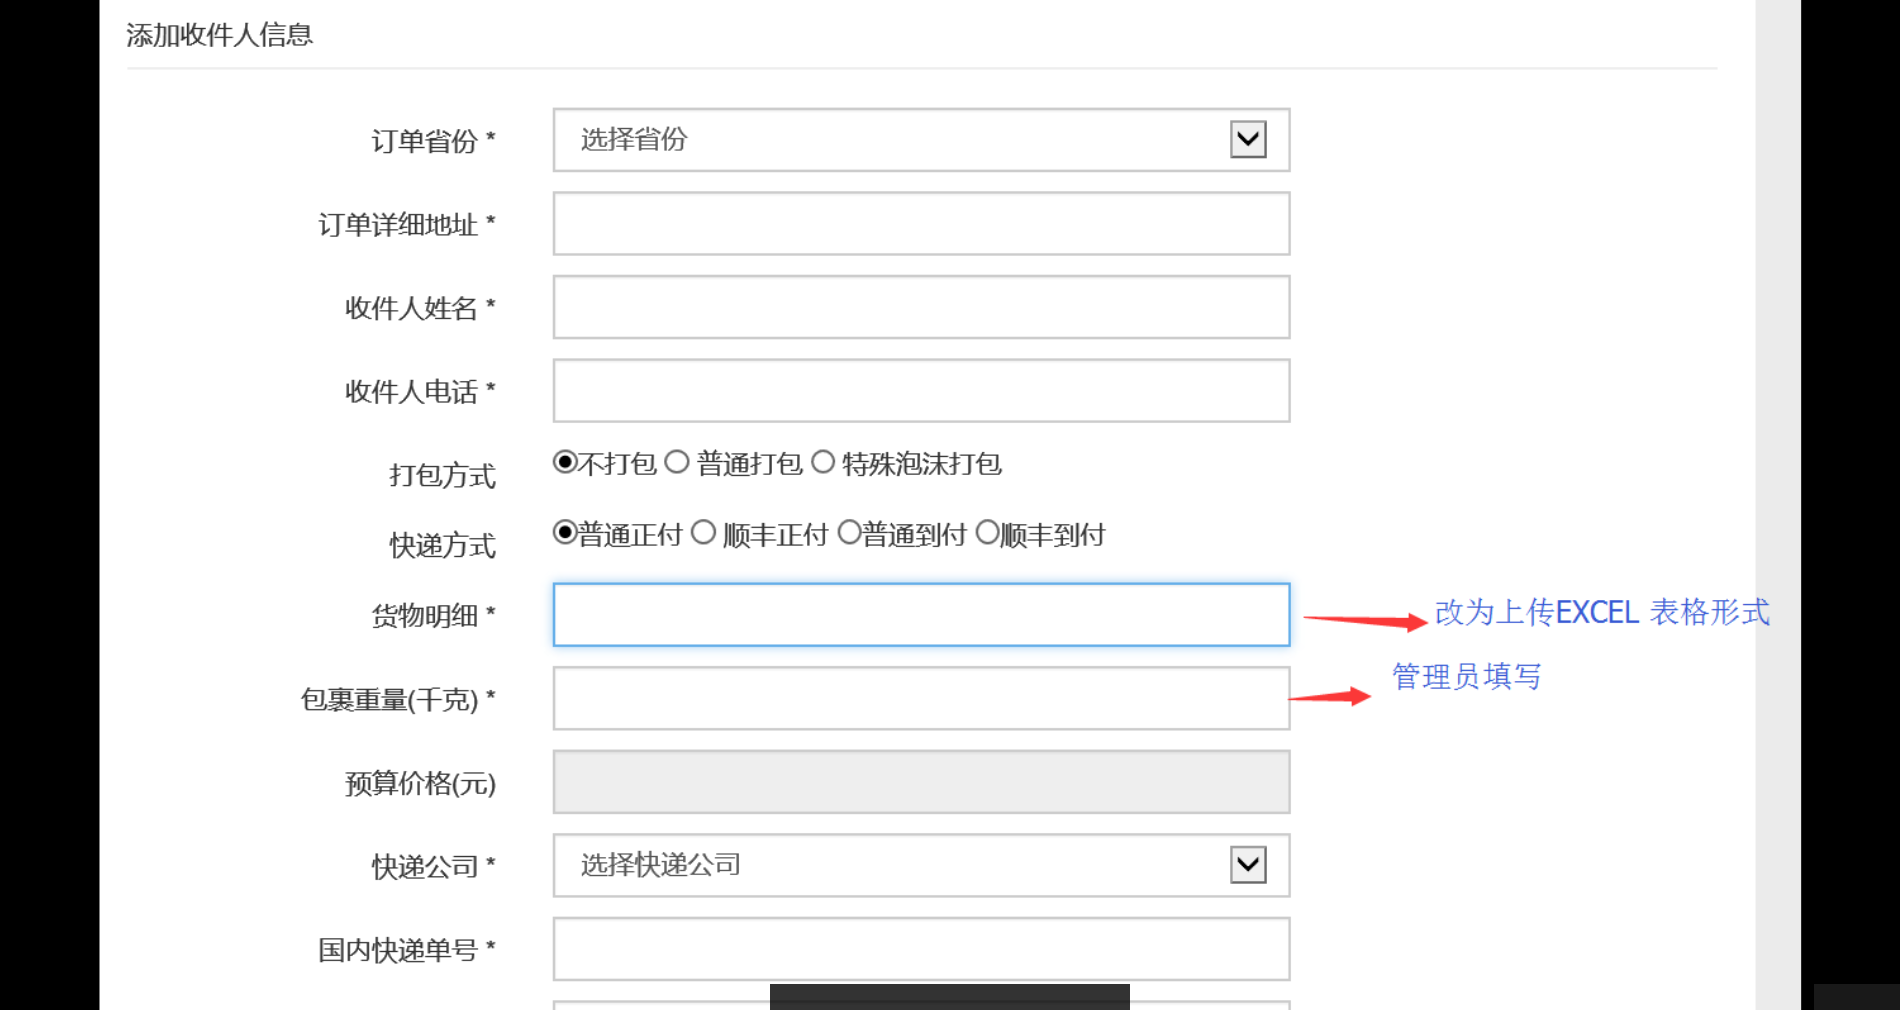 添加收件人信息
订单省份 * 选择省份
订单详细地址 *
收件人姓名 *
收件人电话 *
打包方式 不打包 普通打包 特殊泡沫打包
快递方式 普通正付 顺丰正付 普通到付 顺丰到付
货物明细 * 改为上传EXCEL 表格形式
包裹重量(千克) * 管理员填写
预算价格(元)
快递公司 * 选择快递公司
国内快递单号 *